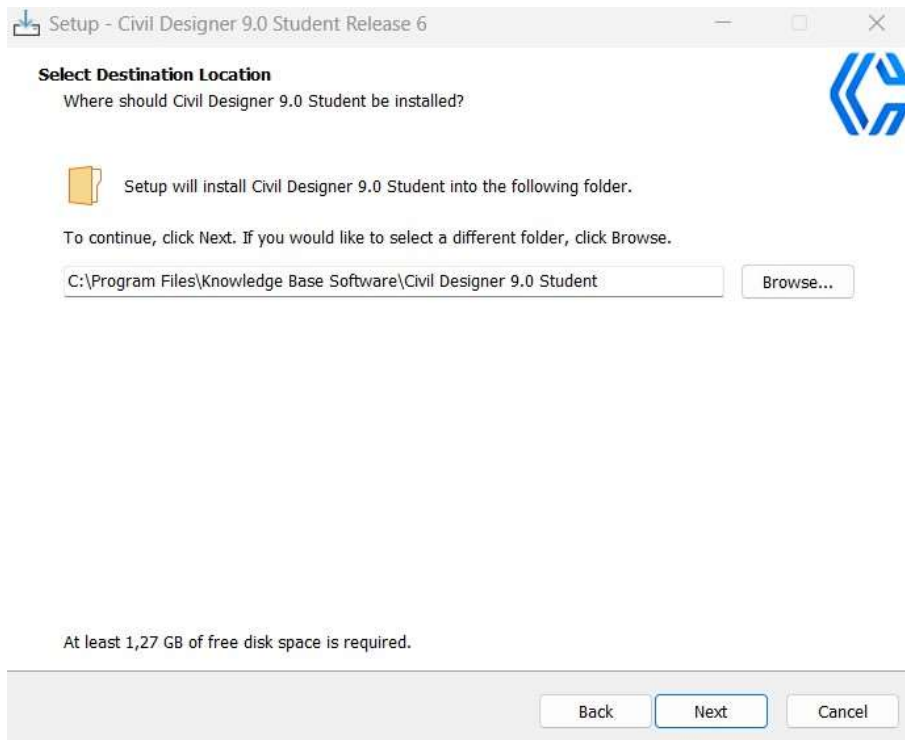 Setup - Civil Designer 9.0 Student Release 6
Select Destination Location
Where should Civil Designer 9.0 Student be installed?
Setup will install Civil Designer 9.0 Student into the following folder.
To continue, click Next. If you would like to select a different folder, click Browse.
C:\Program Files\Knowledge Base Software\Civil Designer 9.0 Student
Browse...
At least 1,27 GB of free disk space is required.
Back
Next
Cancel